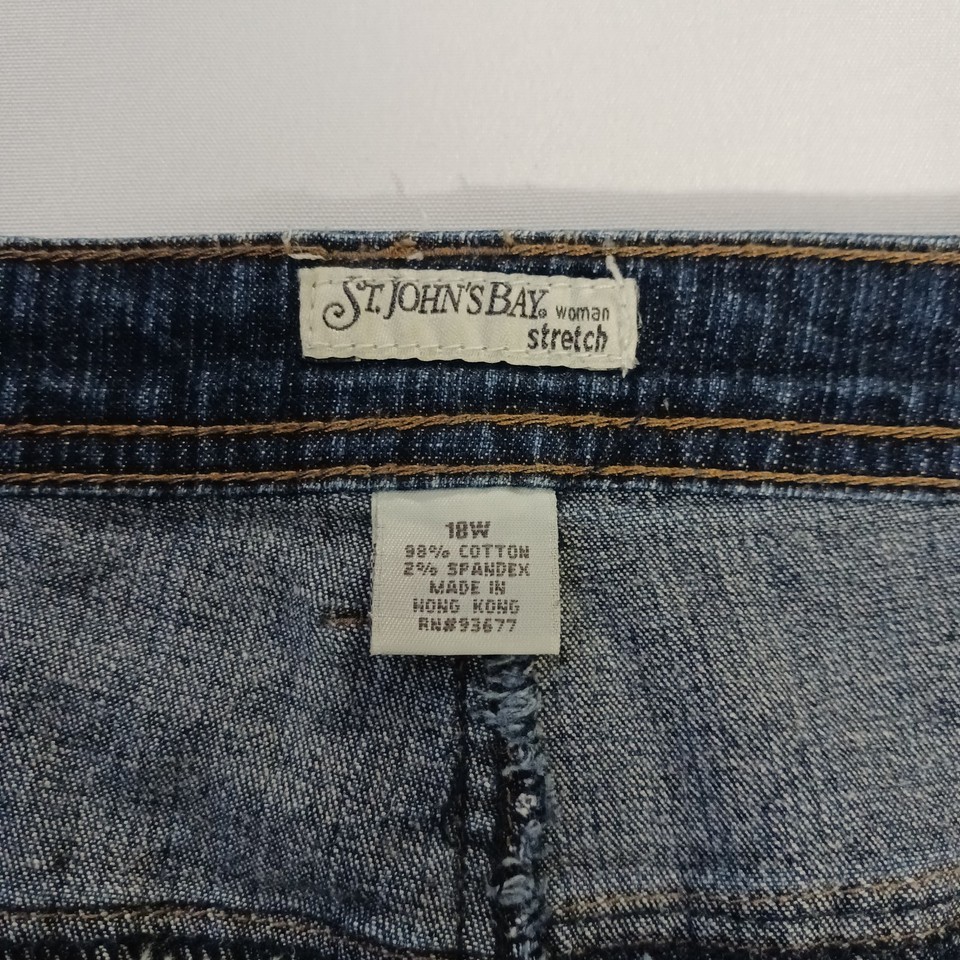 ST. JOHN'S BAY® woman
stretch
18W
98% COTTON
2% SPANDEX
MADE IN
HONG KONG
RN#93677